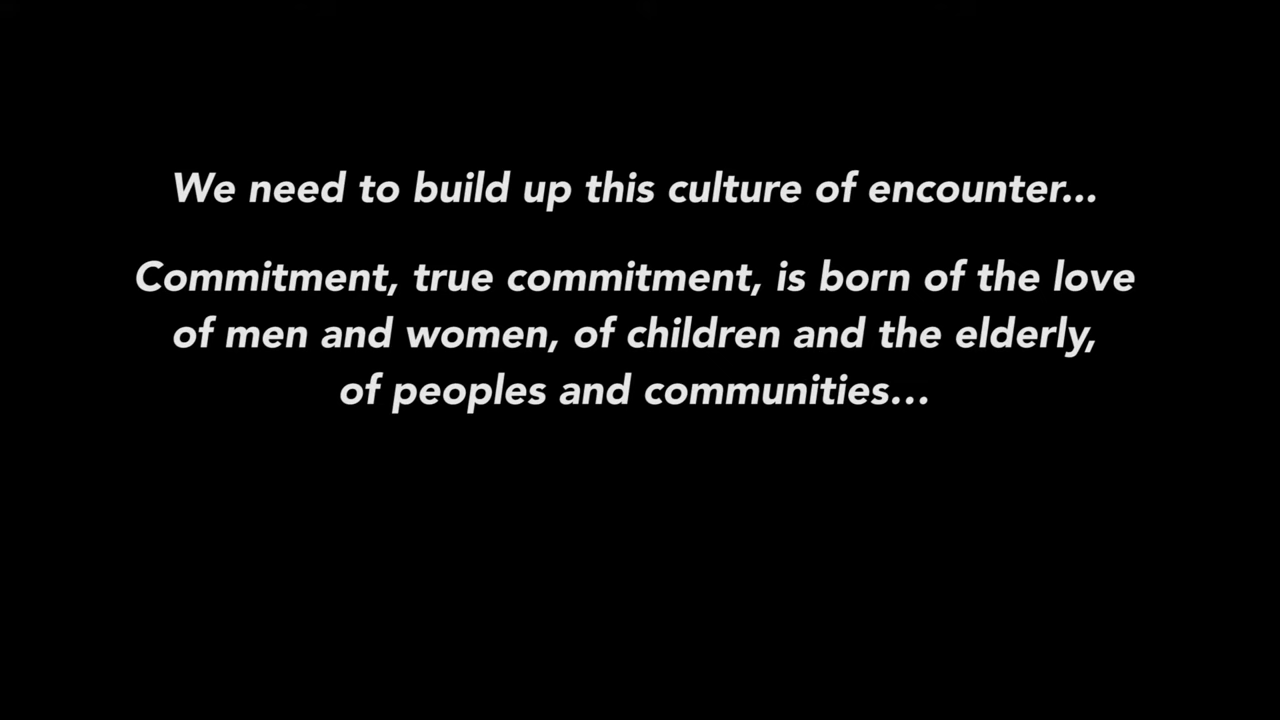 We need to build up this culture of encounter...
Commitment, true commitment, is born of the love
of men and women, of children and the elderly,
of peoples and communities...